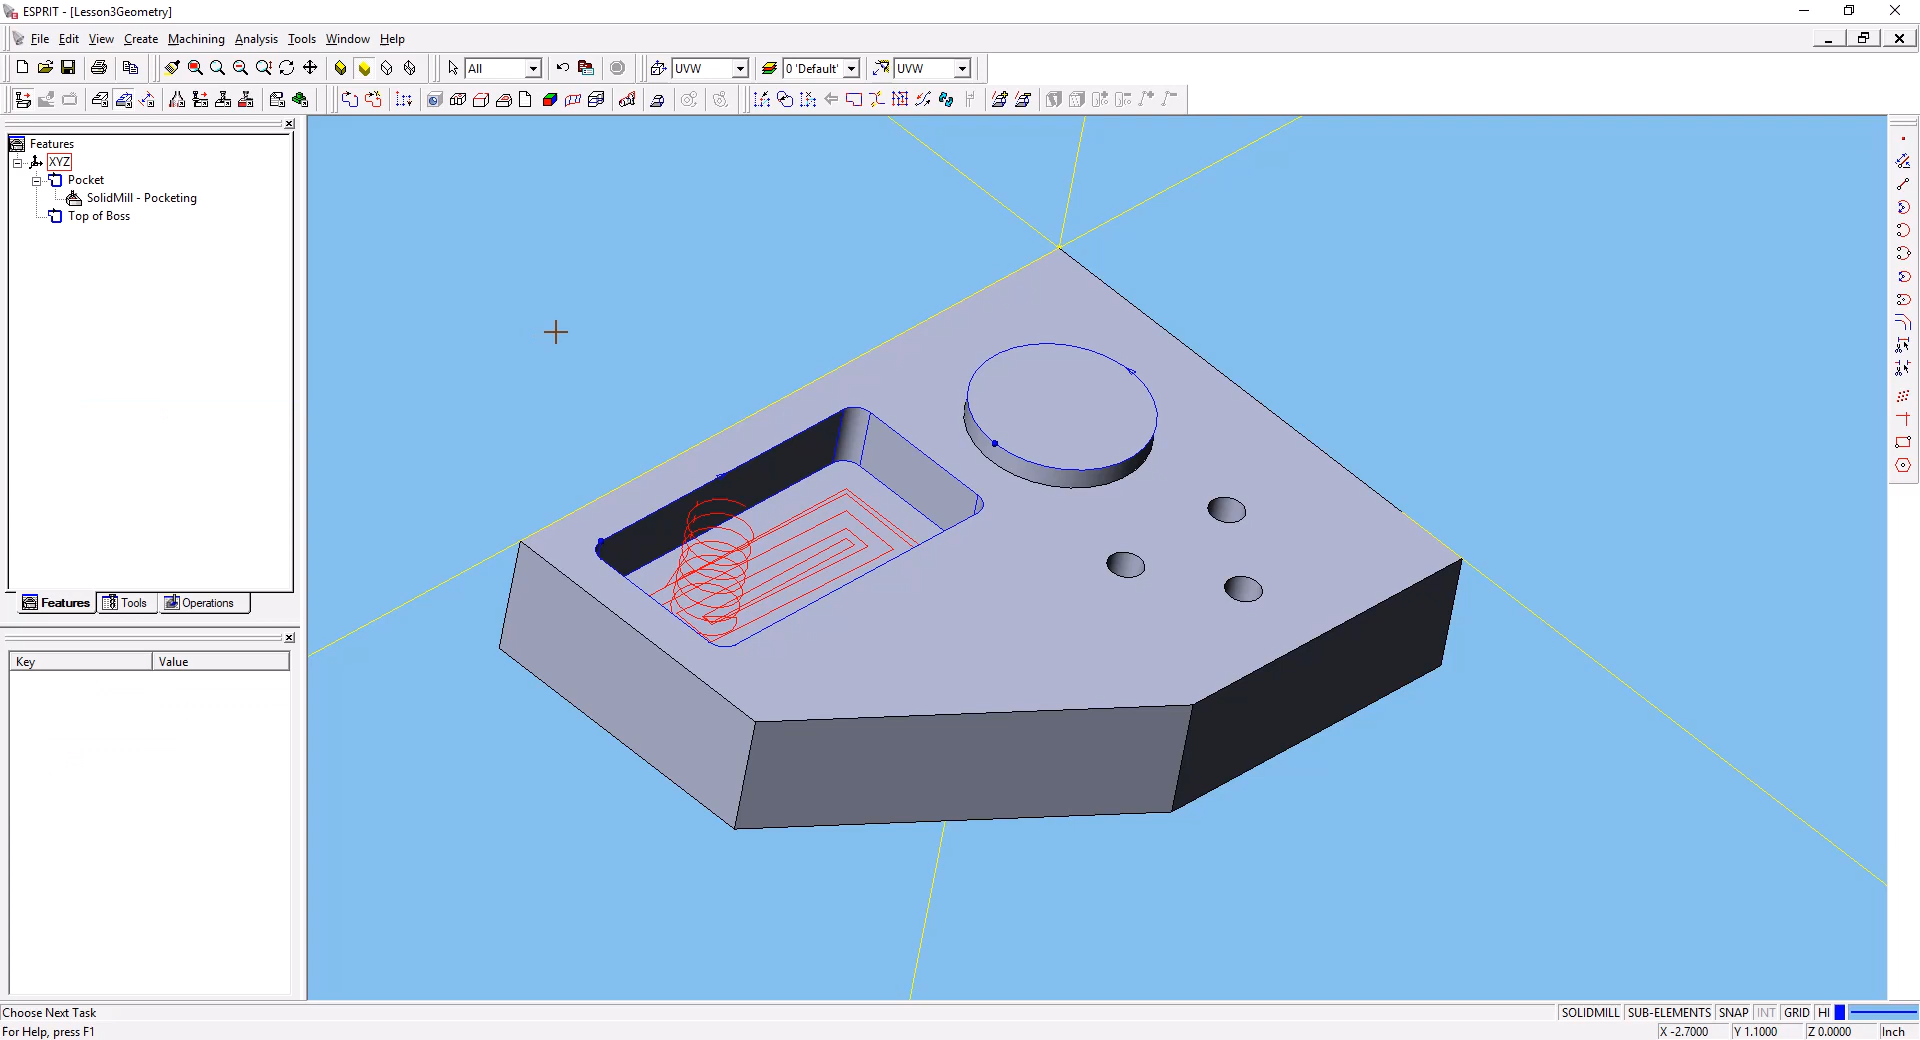 ESPRIT - [Lesson3Geometry]
File Edit View Create Machining Analysis Tools Window Help
All UVW 0 'Default' UVW
Features
XYZ
Pocket
SolidMill - Pocketing
Top of Boss
Features Tools Operations
Key Value
Choose Next Task SOLIDMILL SUB-ELEMENTS SNAP INT GRID HI
For Help, press F1 X -2.7000 Y 1.1000 Z 0.0000 Inch